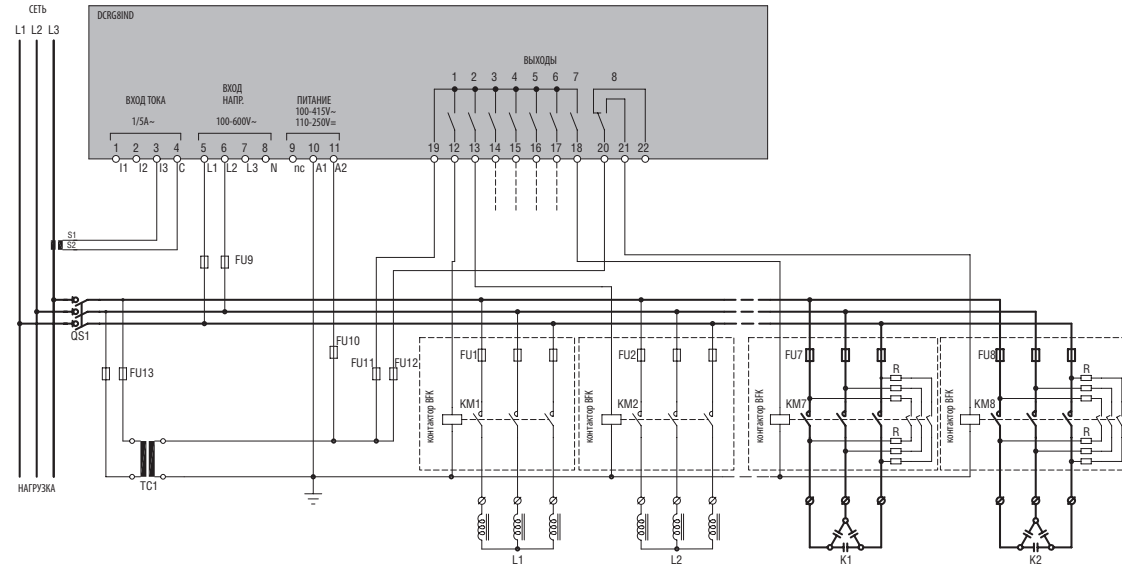 СЕТЬ
L1 L2 L3
DCRG8IND
ВЫХОДЫ
1 2 3 4 5 6 7 8
ВХОД ТОКА
1/5A~
ВХОД
НАПР.
100-600V~
ПИТАНИЕ
100-415V~
110-250V=
1 2 3 4 5 6 7 8 9 10 11 19 12 13 14 15 16 17 18 20 21 22
I1 I2 I3 C L1 L2 L3 N nc A1 A2
S1
S2
FU9
QS1
FU13
FU10
FU11
FU12
FU1
FU2
FU7
FU8
R
R
контактор BFK
KM1
контактор BFK
KM2
контактор BFK
KM7
контактор BFK
KM8
R
R
НАГРУЗКА
TC1
L1
L2
K1
K2